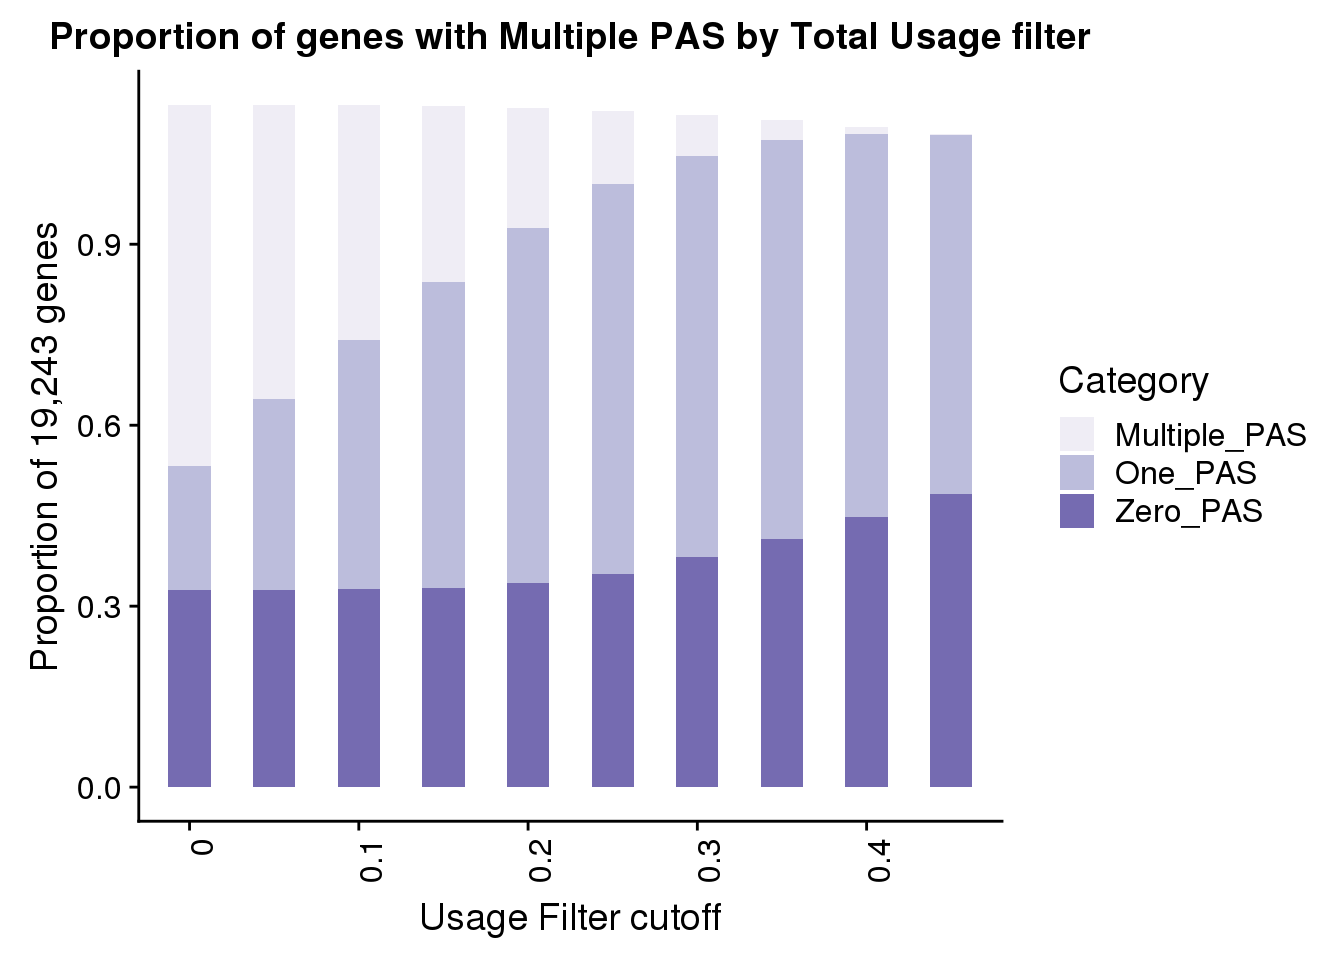 Proportion of genes with Multiple PAS by Total Usage filter
Proportion of 19,243 genes
0.9
0.6
0.3
0.0
0
0.1
0.2
0.3
0.4
Usage Filter cutoff
Category
Multiple_PAS
One_PAS
Zero_PAS